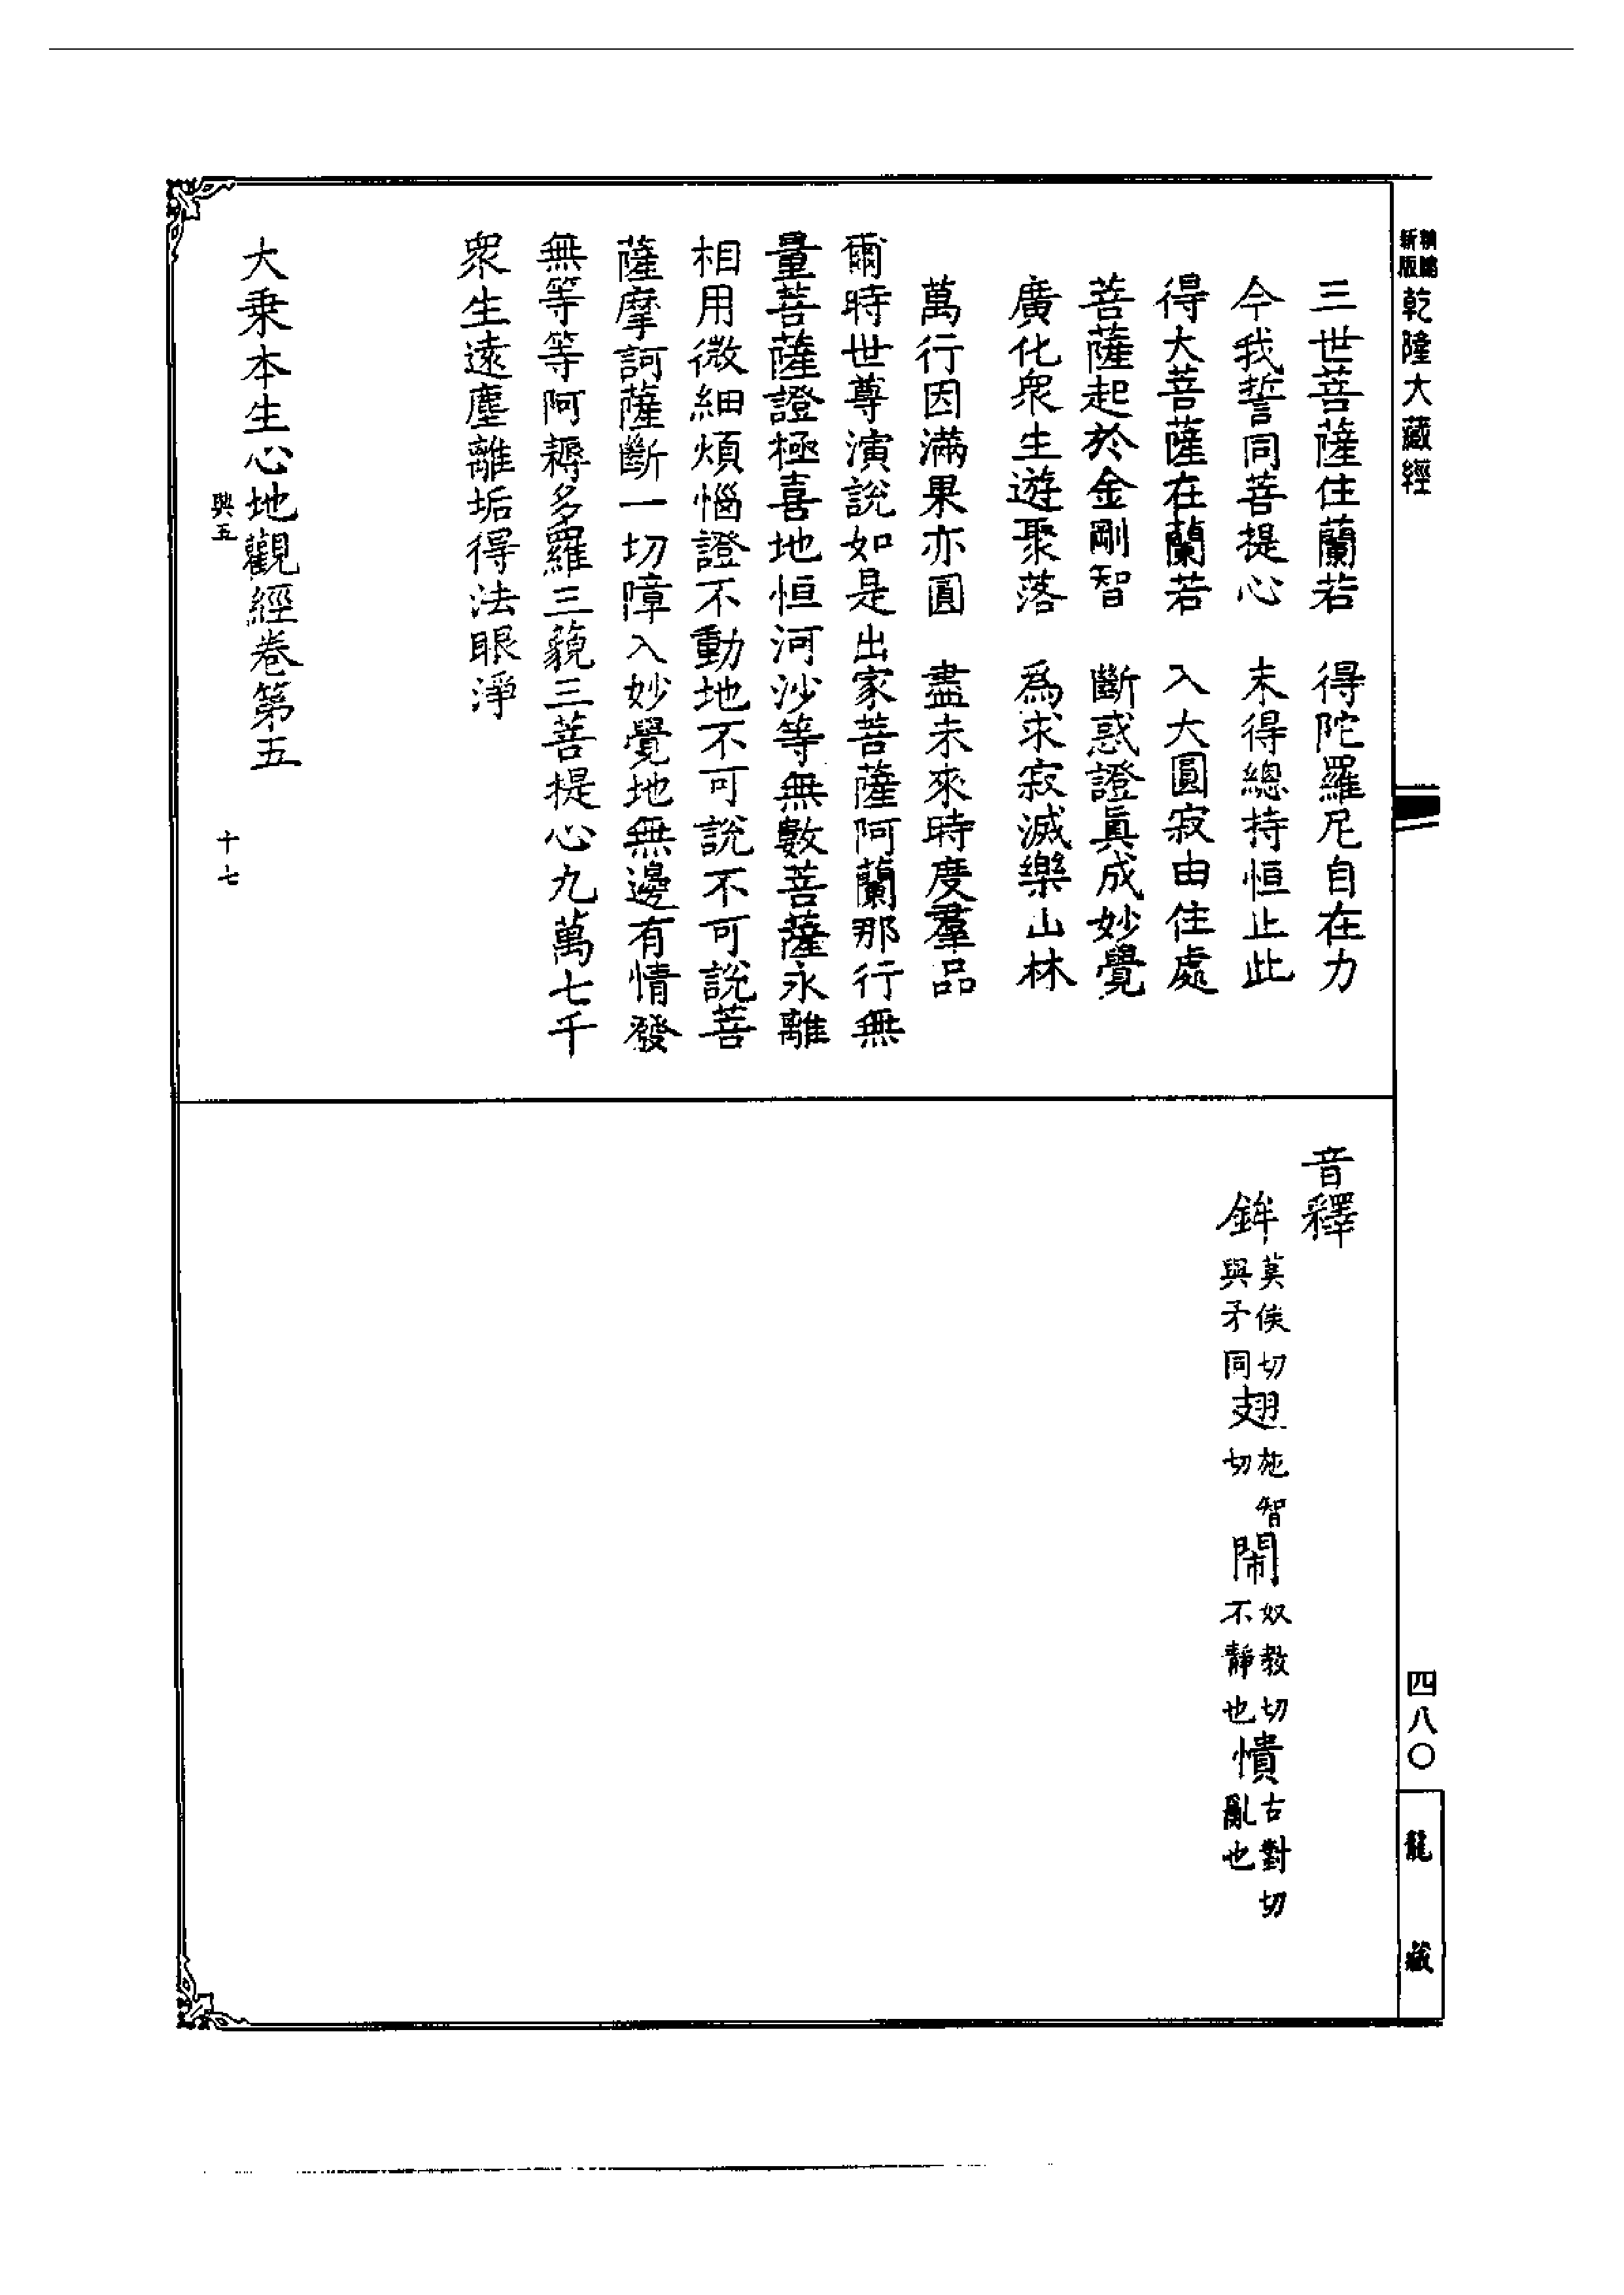 新版
乾隆大藏經
四八〇
龍藏
三世菩薩住蘭若　得陀羅尼自在力
今我誓同菩提心　未得總持恒止此
得大菩薩在蘭若　入大圓寂由住處
菩薩起於金剛智　斷惑證眞成妙覺
廣化衆生遊聚落　爲求寂滅樂山林
萬行因滿果亦圓　盡未來時度羣品
爾時世尊演說如是出家菩薩阿蘭那行無
量菩薩證極喜地恒河沙等無數菩薩永離
相用微細煩惱證不動地不可說不可說菩
薩摩訶薩斷一切障入妙覺地無邊有情發
無等等阿耨多羅三藐三菩提心九萬七千
衆生遠塵離垢得法眼淨
大乘本生心地觀經卷第五
輿五　十七
音釋
鉾莫侯切與矛同翅施智切鬧奴教切不靜也憒古對切亂也